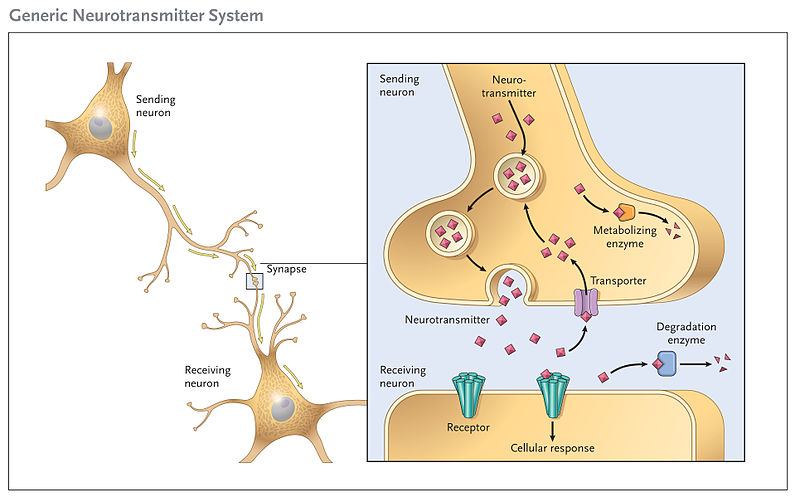 Generic Neurotransmitter System
Sending
neuron
Synapse
Receiving
neuron
Sending
neuron
Neuro-
transmitter
Metabolizing
enzyme
Transporter
Neurotransmitter
Degradation
enzyme
Receiving
neuron
Receptor
Cellular response